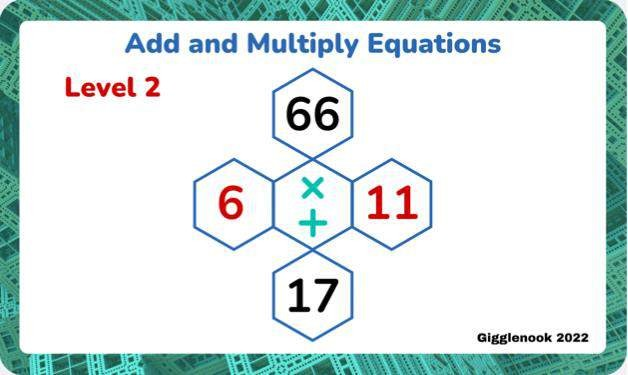 Add and Multiply Equations
Level 2
66
×
6 11
+
17
Gigglenook 2022